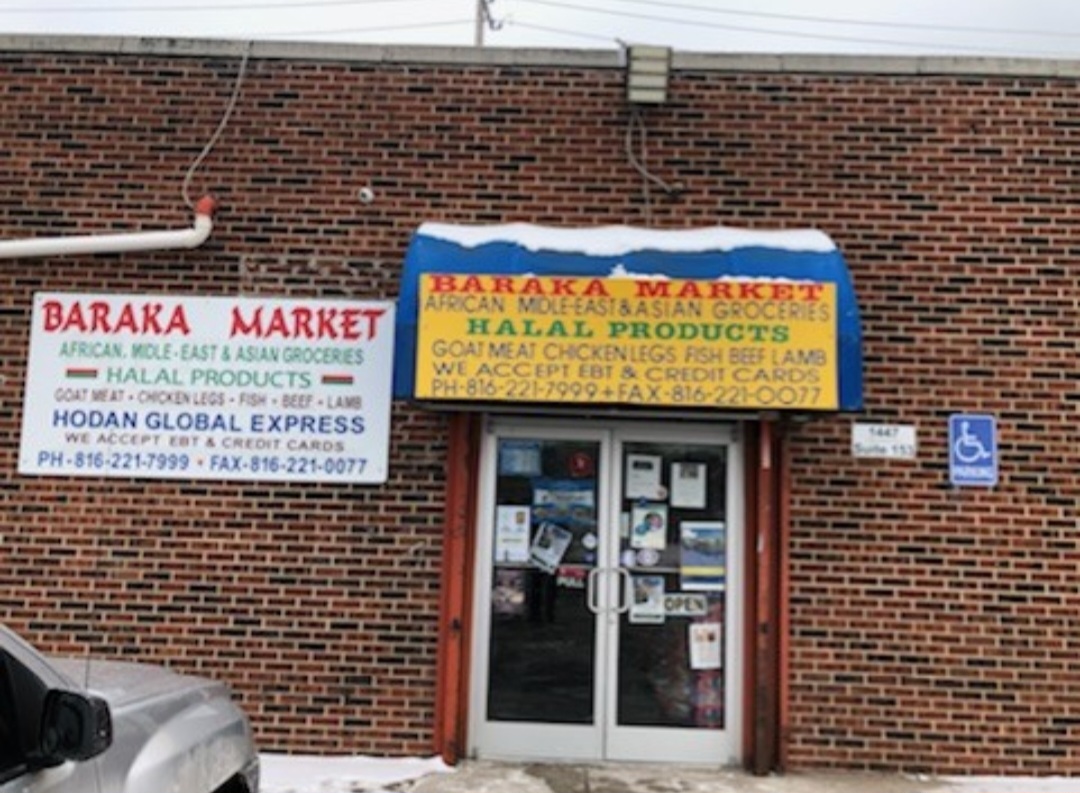 BARAKA MARKET
AFRICAN. MIDLE-EAST & ASIAN GROCERIES
HALAL PRODUCTS
GOAT MEAT • CHICKEN LEGS • FISH • BEEF • LAMB
HODAN GLOBAL EXPRESS
WE ACCEPT EBT & CREDIT CARDS
PH-816-221-7999 • FAX-816-221-0077
BARAKA MARKET
AFRICAN MIDLE-EAST & ASIAN GROCERIES
HALAL PRODUCTS
GOAT MEAT CHICKEN LEGS FISH BEEF LAMB
WE ACCEPT EBT & CREDIT CARDS
PH-816-221-7999+FAX-816-221-0077
1447
Suite 153
PARKING
PULL
OPEN